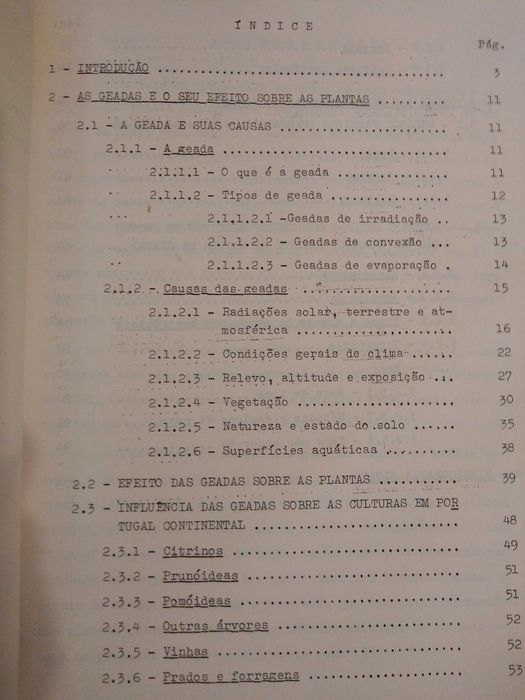 ÍNDICE
Pág.
1 - INTRODUÇÃO ........................................ 3
2 - AS GEADAS E O SEU EFEITO SOBRE AS PLANTAS .......... 11
2.1 - A GEADA E SUAS CAUSAS ........................ 11
2.1.1 - A geada ................................. 11
2.1.1.1 - O que é a geada ................ 11
2.1.1.2 - Tipos de geada ................. 12
2.1.1.2.1 -Geadas de irradiação .. 13
2.1.1.2.2 - Geadas de convexão ... 13
2.1.1.2.3 - Geadas de evaporação . 14
2.1.2 - Causas das geadas ...................... 15
2.1.2.1 - Radiações solar, terrestre e at-
mosférica ...................... 16
2.1.2.2 - Condições gerais de clima ...... 22
2.1.2.3 - Relevo, altitude e exposição .... 27
2.1.2.4 - Vegetação ...................... 30
2.1.2.5 - Natureza e estado do solo ...... 35
2.1.2.6 - Superfícies aquáticas .......... 38
2.2 - EFEITO DAS GEADAS SOBRE AS PLANTAS ........... 39
2.3 - INFLUÊNCIA DAS GEADAS SOBRE AS CULTURAS EM POR
TUGAL CONTINENTAL ............................ 48
2.3.1 - Citrinos ............................... 49
2.3.2 - Prunóideas ............................. 51
2.3.3 - Pomóideas .............................. 51
2.3.4 - Outras árvores ......................... 52
2.3.5 - Vinhas ................................. 52
2.3.6 - Prados e forragens ..................... 53